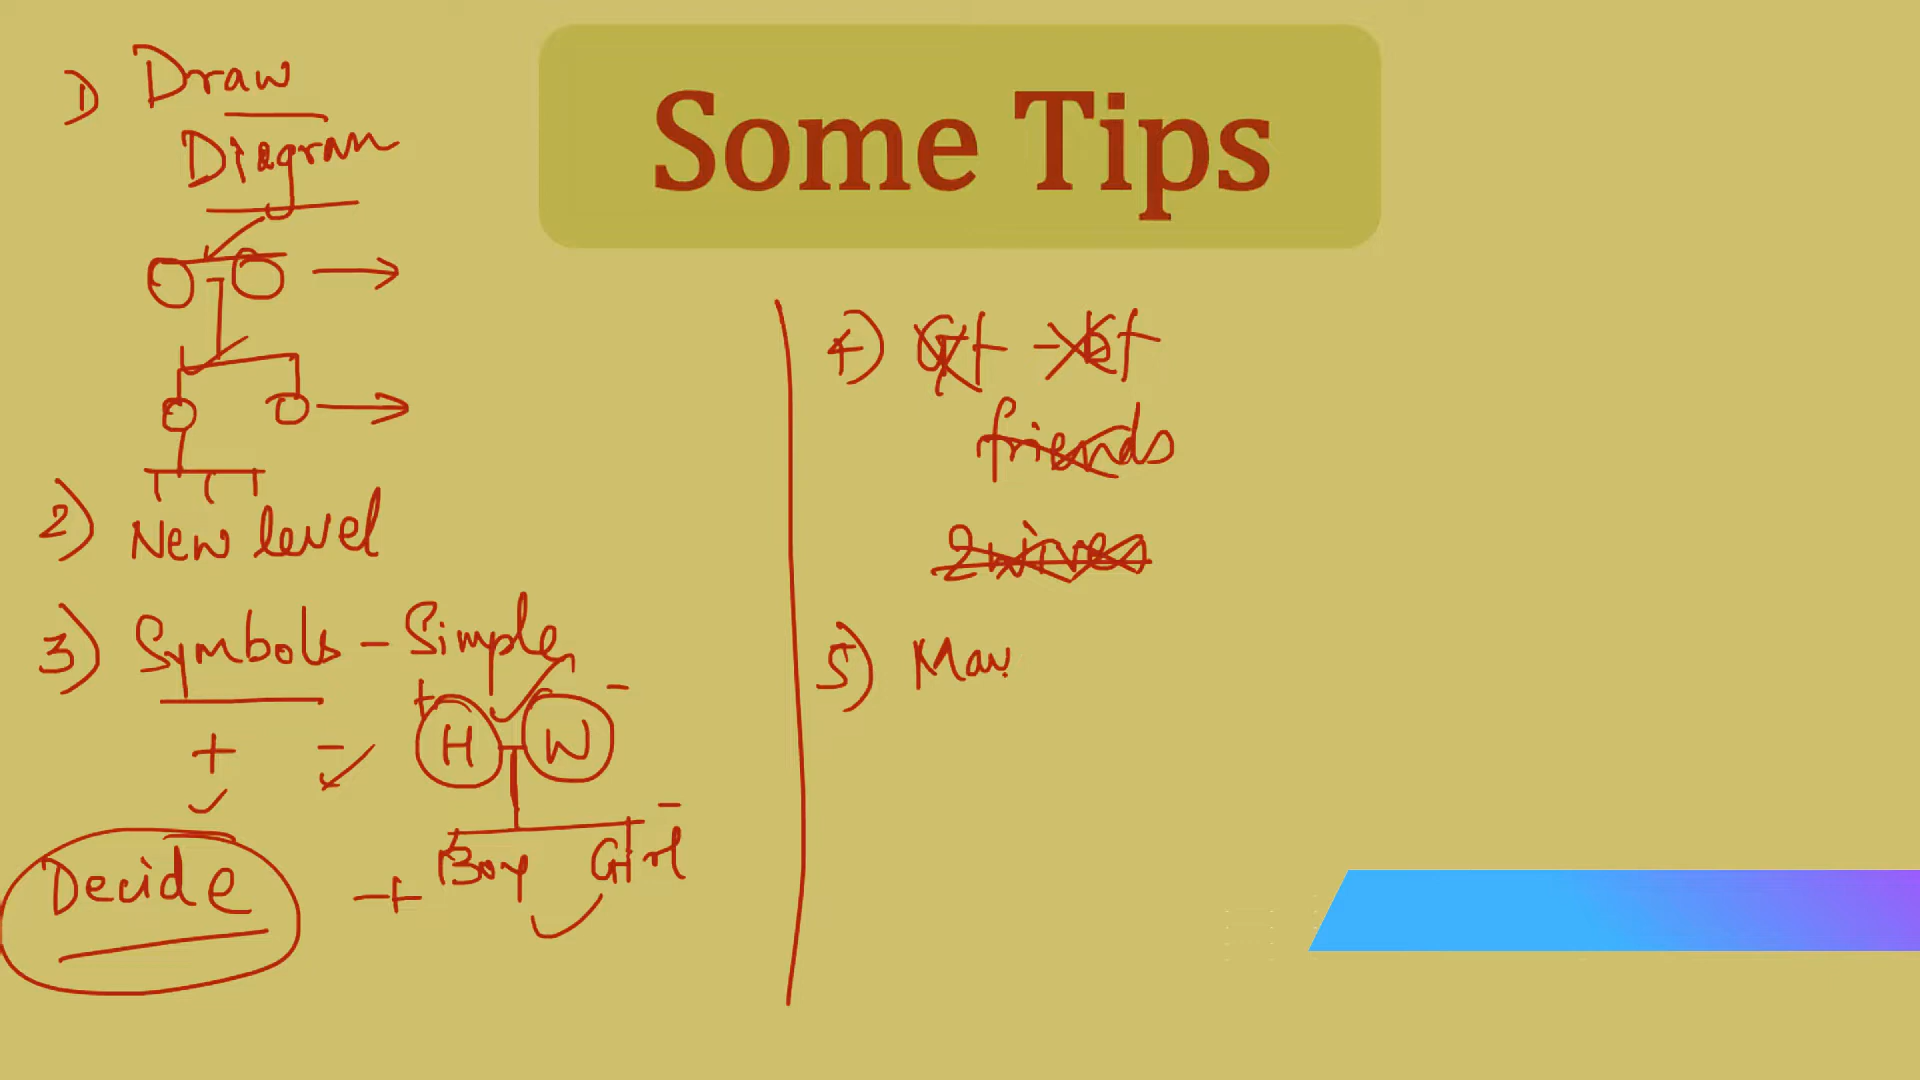 Some Tips
1) Draw
Diagram
2) New level
3) Symbols - Simple
+ -
+ -
H W
-
Boy Girl
+
Decide
4) Gf - bf
friends
2 wives
5) Mar